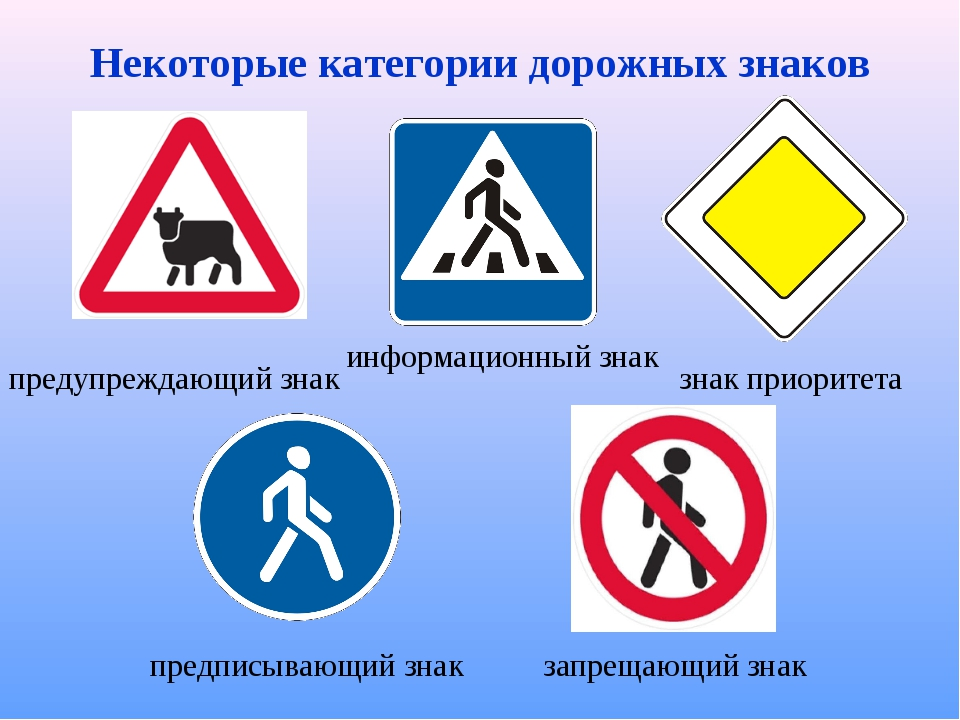 Некоторые категории дорожных знаков
предупреждающий знак
информационный знак
знак приоритета
предписывающий знак
запрещающий знак